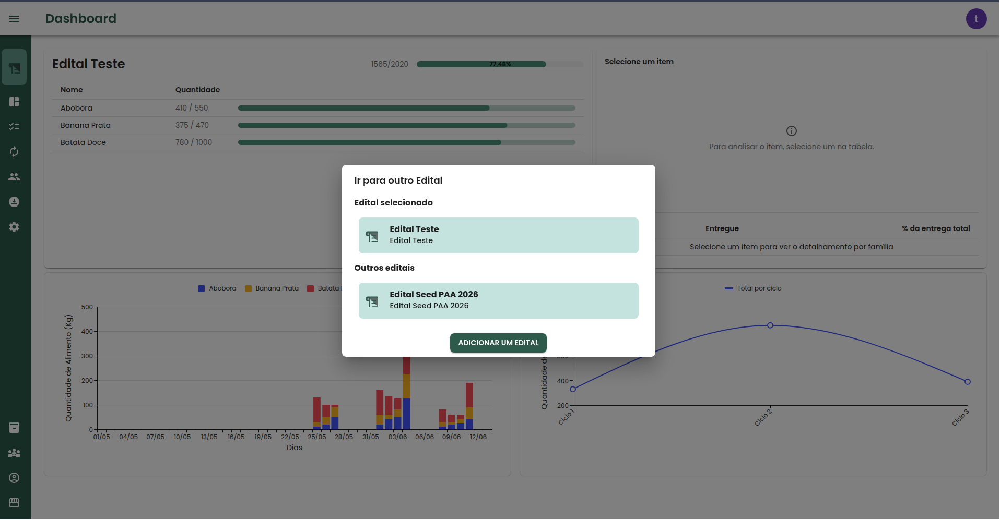 Dashboard
t
Edital Teste
1565/2020
77,48%
Nome
Quantidade
Abobora
410 / 550
Banana Prata
375 / 470
Batata Doce
780 / 1000
Selecione um item
Para analisar o item, selecione um na tabela.
Entregue
% da entrega total
Selecione um item para ver o detalhamento por família
Ir para outro Edital
Edital selecionado
Edital Teste
Edital Teste
Outros editais
Edital Seed PAA 2026
Edital Seed PAA 2026
ADICIONAR UM EDITAL
Abobora
Banana Prata
Batata
Quantidade de Alimento (Kg)
500
400
300
200
100
0
01/05
04/05
07/05
10/05
13/05
16/05
19/05
22/05
25/05
28/05
31/05
03/06
06/06
09/06
12/06
Dias
Total por ciclo
Quantidade
400
200
Ciclo 1
Ciclo 2
Ciclo 3